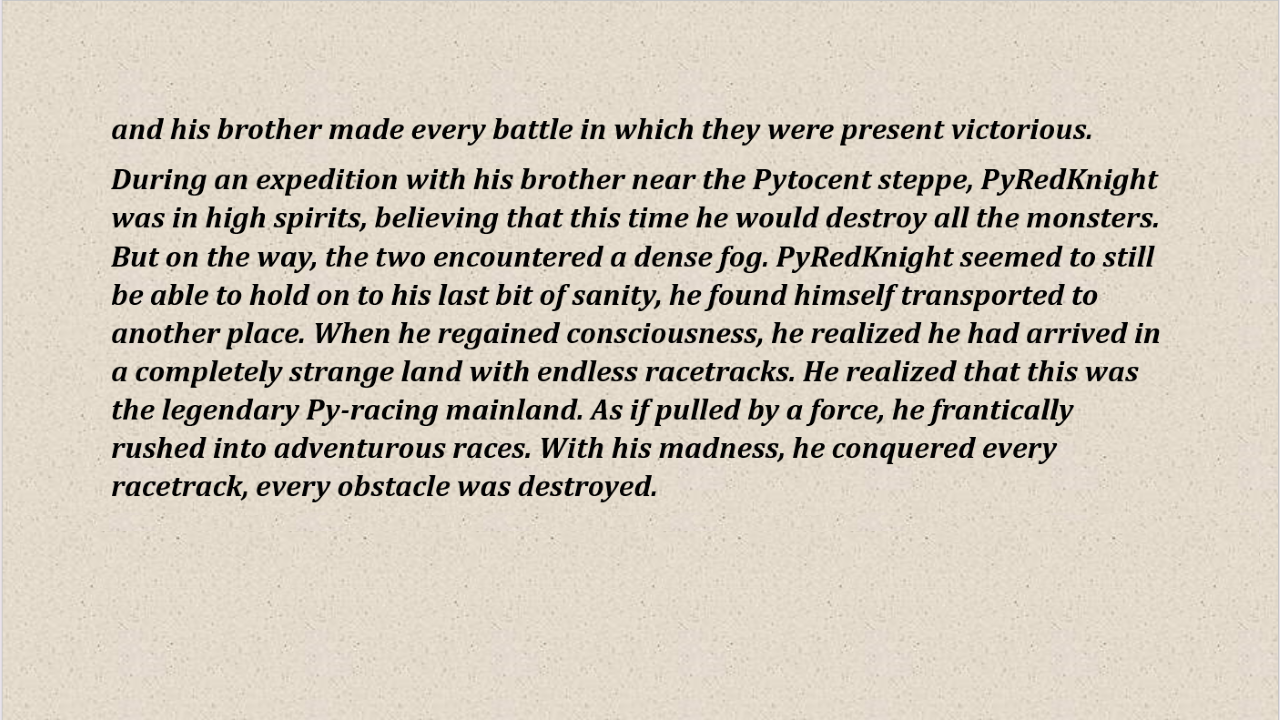 and his brother made every battle in which they were present victorious.
During an expedition with his brother near the Pytocent steppe, PyRedKnight
was in high spirits, believing that this time he would destroy all the monsters.
But on the way, the two encountered a dense fog. PyRedKnight seemed to still
be able to hold on to his last bit of sanity, he found himself transported to
another place. When he regained consciousness, he realized he had arrived in
a completely strange land with endless racetracks. He realized that this was
the legendary Py-racing mainland. As if pulled by a force, he frantically
rushed into adventurous races. With his madness, he conquered every
racetrack, every obstacle was destroyed.